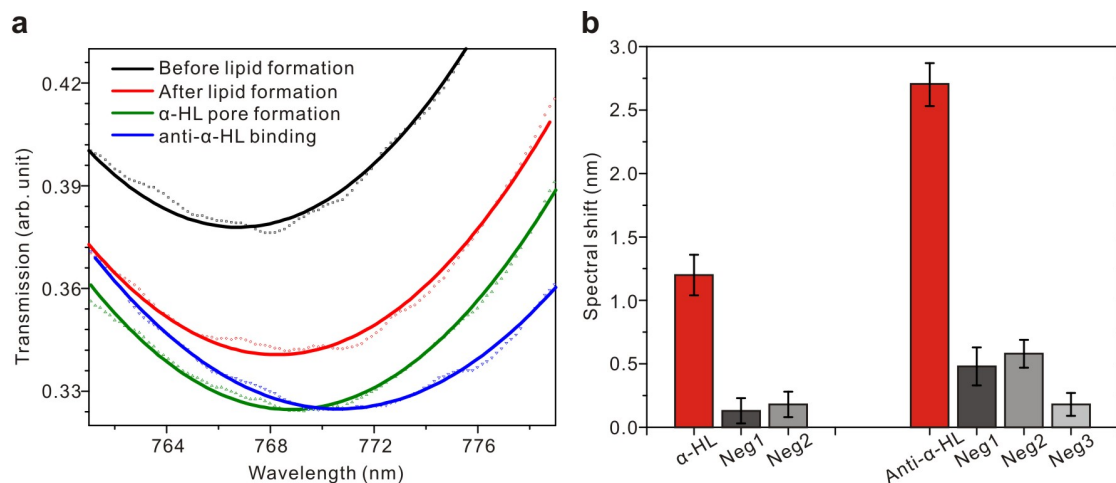 a
Before lipid formation
After lipid formation
α-HL pore formation
anti-α-HL binding
0.42
0.39
0.36
0.33
Transmission (arb. unit)
764
768
772
776
Wavelength (nm)
b
3.0
2.5
2.0
1.5
1.0
0.5
0.0
Spectral shift (nm)
α-HL
Neg1
Neg2
Anti-α-HL
Neg1
Neg2
Neg3